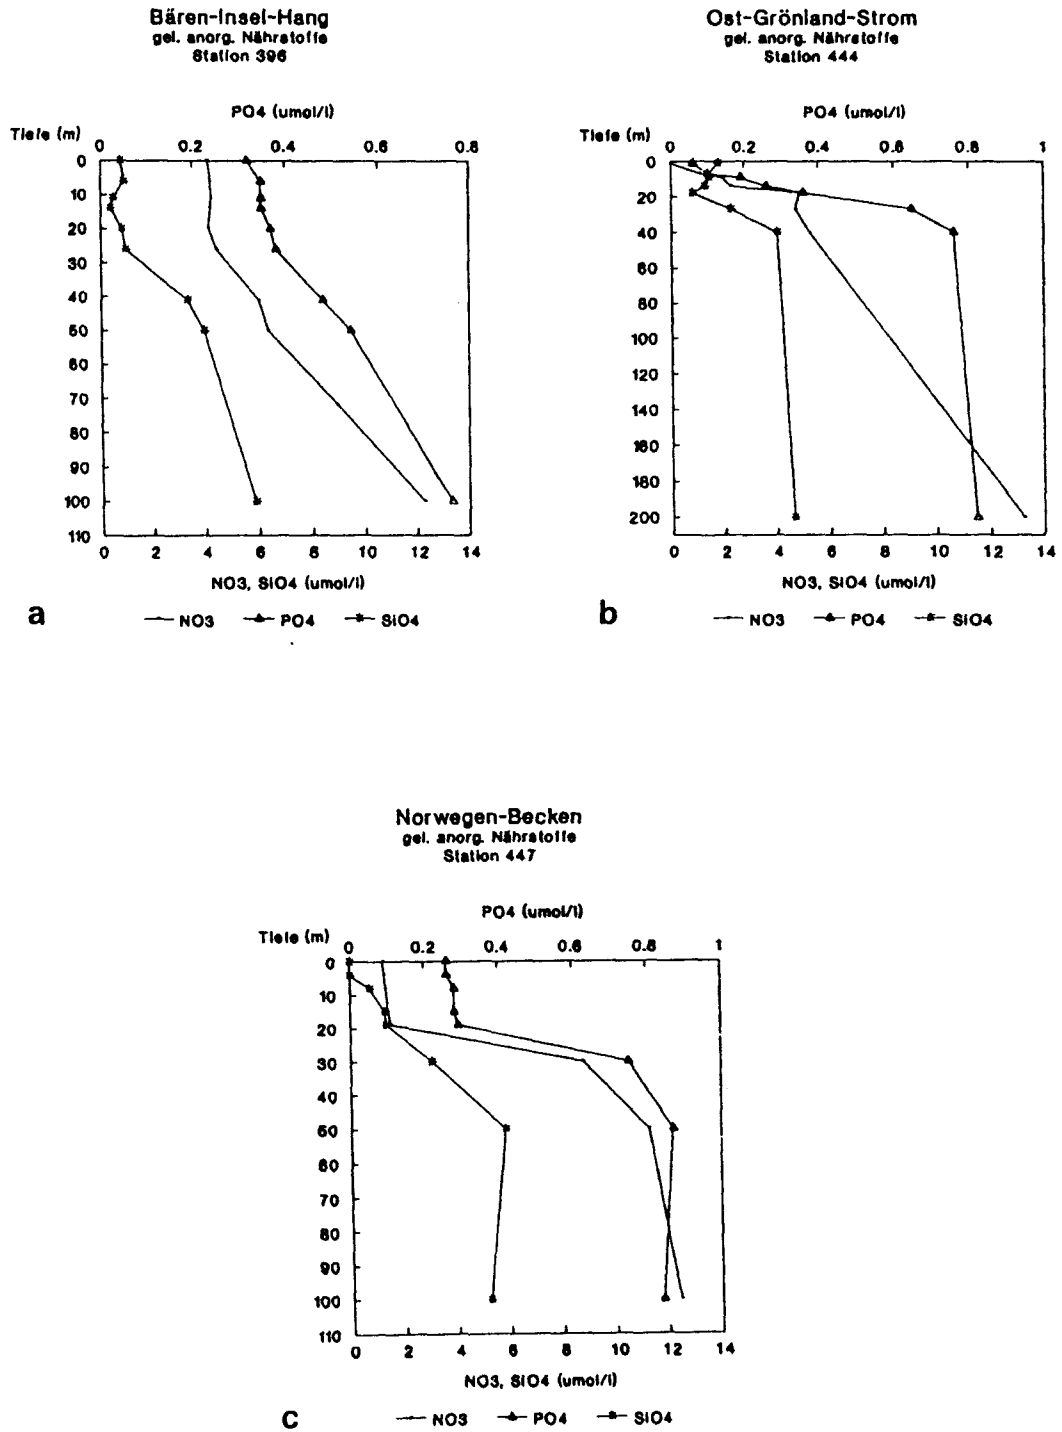 Bären-Insel-Hang
gel. anorg. Nährstoffe
Station 396
PO4 (umol/l)
Tiefe (m)
0 0.2 0.4 0.6 0.8
0
10
20
30
40
50
60
70
80
90
100
110
0 2 4 6 8 10 12 14
NO3, SiO4 (umol/l)
a
NO3 PO4 SiO4
Ost-Grönland-Strom
gel. anorg. Nährstoffe
Station 444
PO4 (umol/l)
Tiefe (m)
0 0.2 0.4 0.6 0.8 1
0
20
40
60
80
100
120
140
160
180
200
0 2 4 6 8 10 12 14
NO3, SiO4 (umol/l)
b
NO3 PO4 SiO4
Norwegen-Becken
gel. anorg. Nährstoffe
Station 447
PO4 (umol/l)
Tiefe (m)
0 0.2 0.4 0.6 0.8 1
0
10
20
30
40
50
60
70
80
90
100
110
0 2 4 6 8 10 12 14
NO3, SiO4 (umol/l)
c
NO3 PO4 SiO4